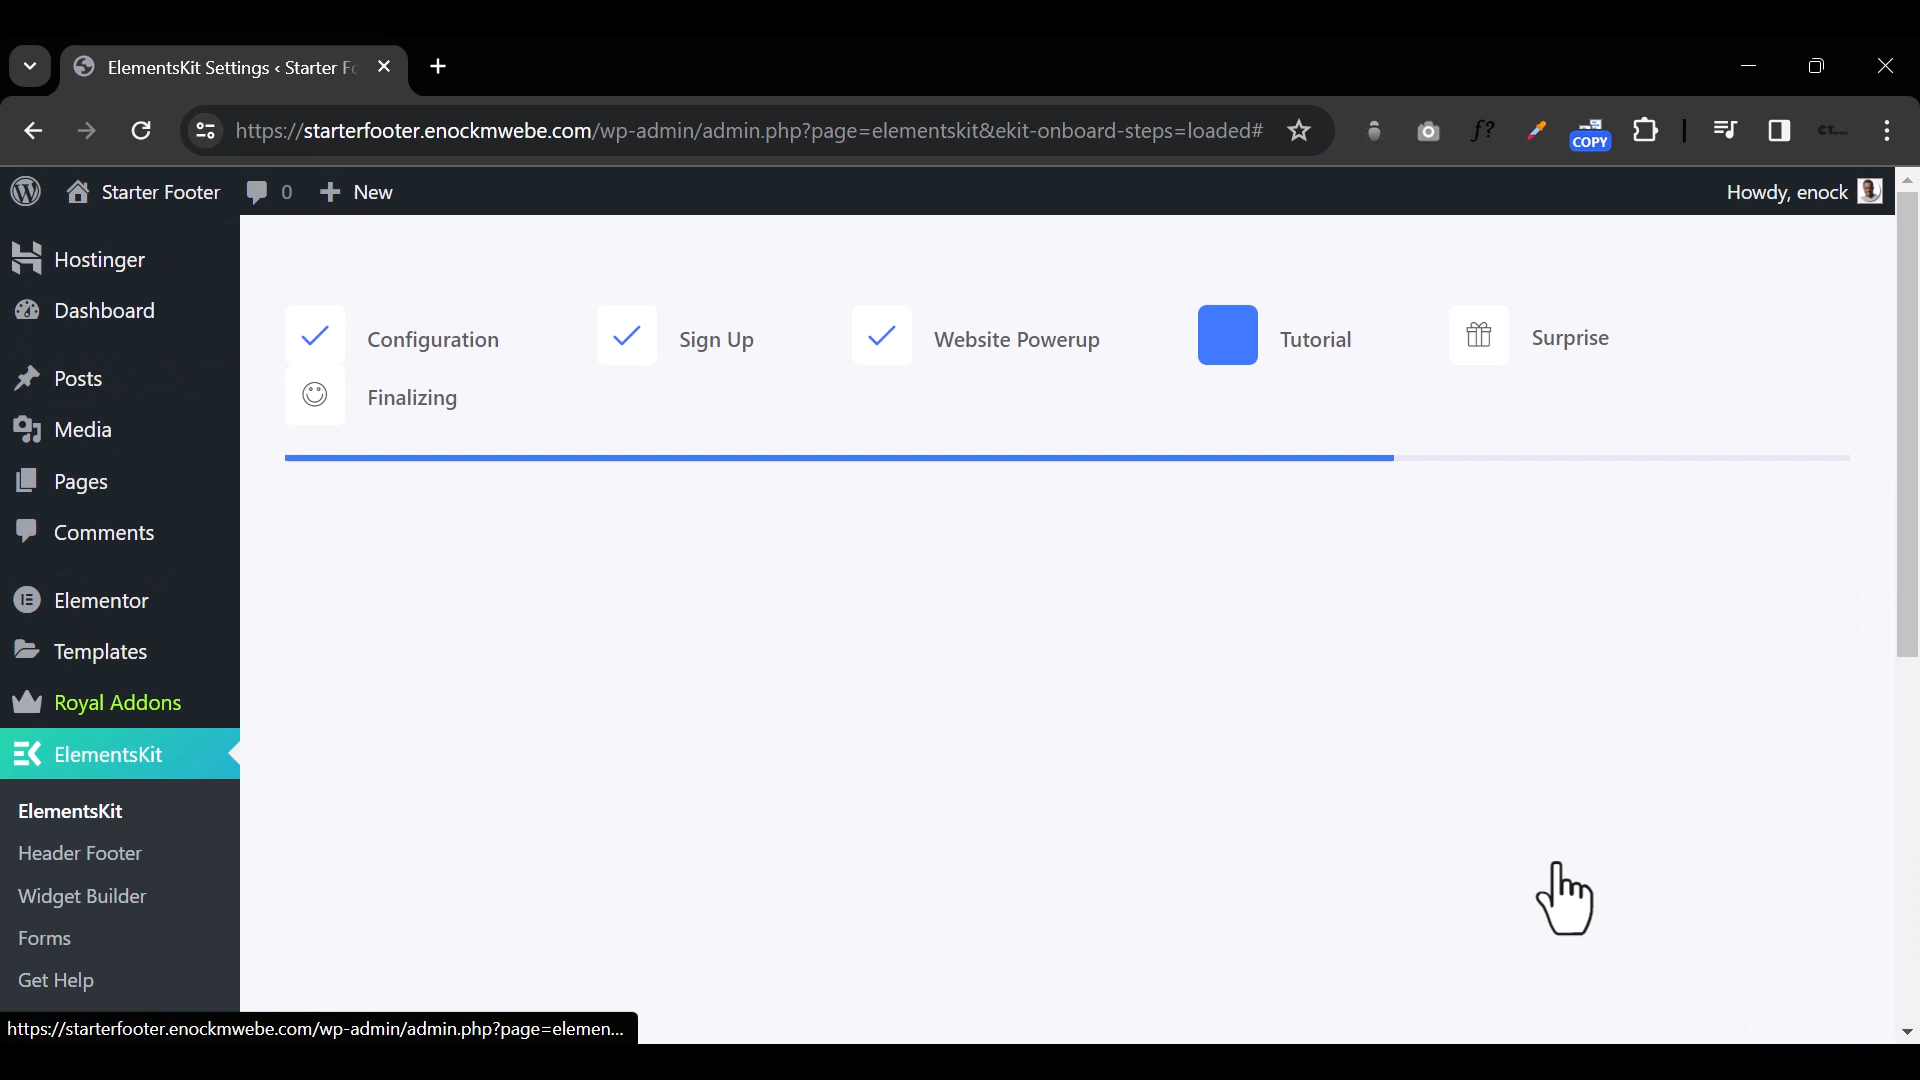 ElementsKit Settings ‹ Starter Fo
https://starterfooter.enockmwebe.com/wp-admin/admin.php?page=elementskit&ekit-onboard-steps=loaded#
f?
COPY
Starter Footer
0
New
Howdy, enock
Hostinger
Dashboard
Posts
Media
Pages
Comments
Elementor
Templates
Royal Addons
ElementsKit
ElementsKit
Header Footer
Widget Builder
Forms
Get Help
Configuration
Sign Up
Website Powerup
Tutorial
Surprise
Finalizing
https://starterfooter.enockmwebe.com/wp-admin/admin.php?page=elemen...